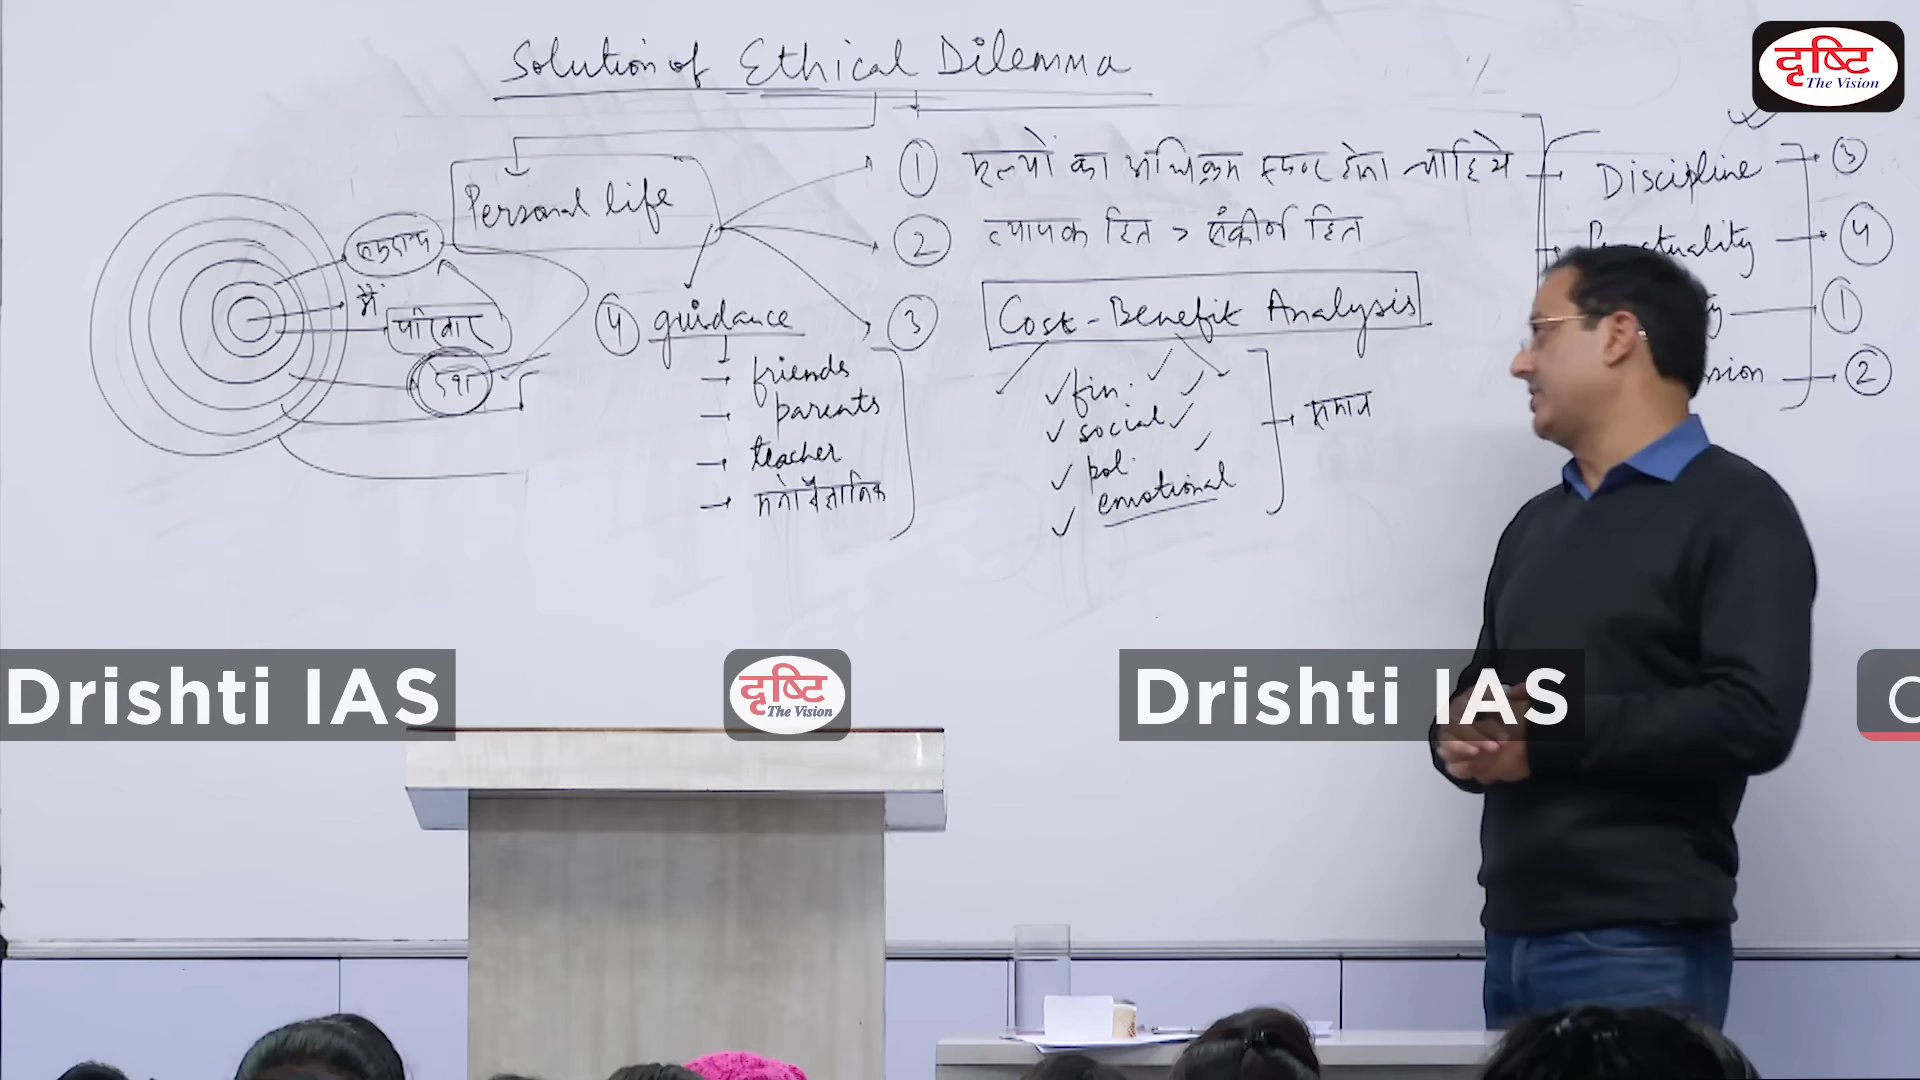 Solution of Ethical Dilemma
दृष्टि
The Vision
Personal life
① मूल्यों का अधिक्रम स्पष्ट होना चाहिये
② व्यापक हित > संकीर्ण हित
③ Cost-Benefit Analysis
fin.
social
pol.
emotional
समाज
④ guidance
friends
parents
teacher
मनोवैज्ञानिक
मैं
परिवार
देश
Discipline ③
④
①
②
Drishti IAS
दृष्टि
The Vision
Drishti IAS